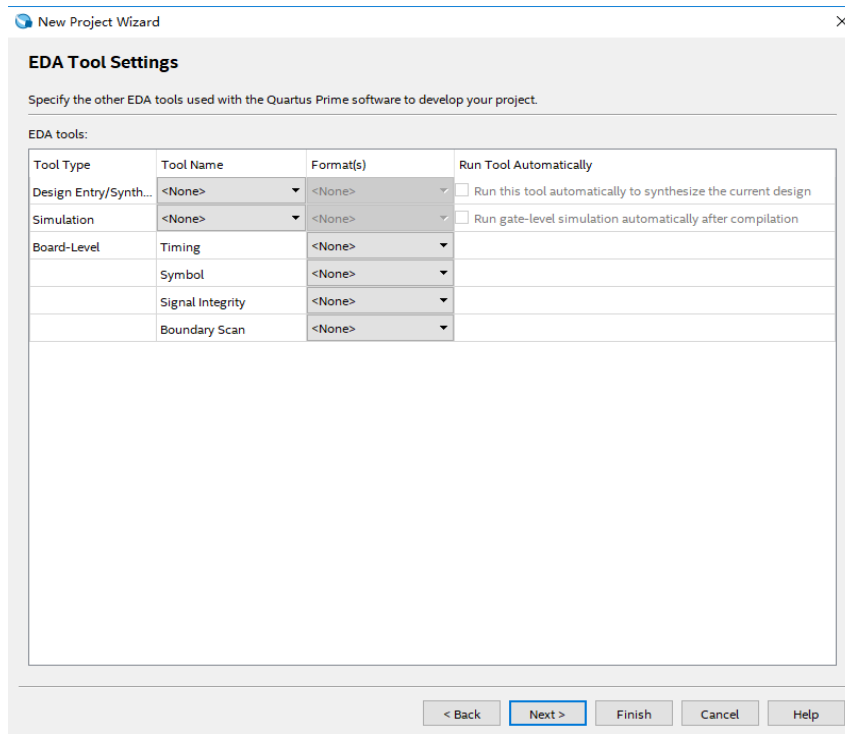 New Project Wizard
EDA Tool Settings
Specify the other EDA tools used with the Quartus Prime software to develop your project.
EDA tools:
Tool Type Tool Name Format(s) Run Tool Automatically
Design Entry/Synth... <None> <None> Run this tool automatically to synthesize the current design
Simulation <None> <None> Run gate-level simulation automatically after compilation
Board-Level Timing <None>
Symbol <None>
Signal Integrity <None>
Boundary Scan <None>
< Back Next > Finish Cancel Help